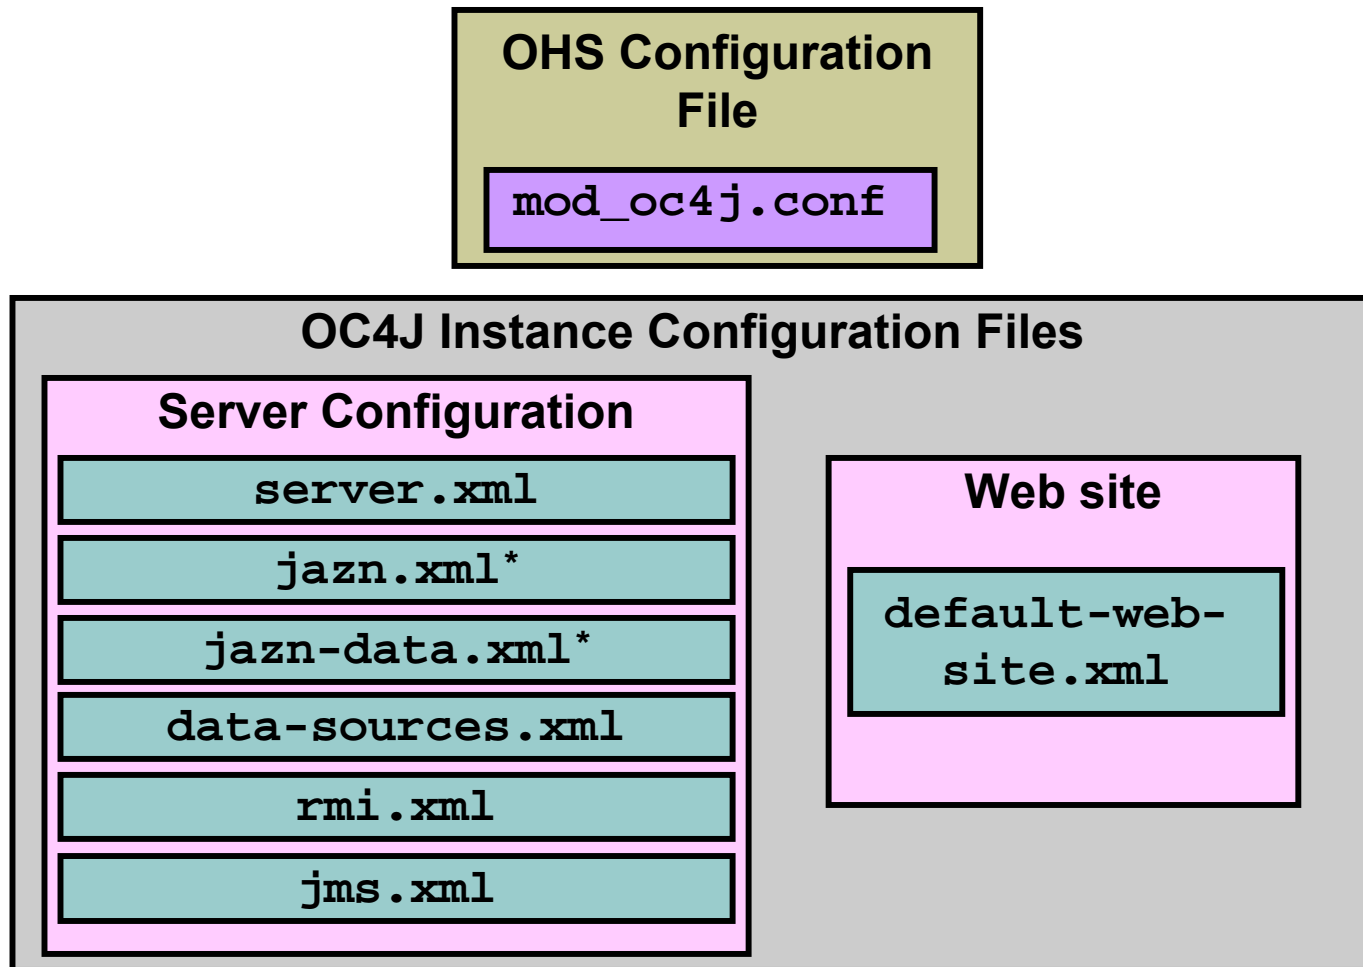 OHS Configuration
File
mod_oc4j.conf
OC4J Instance Configuration Files
Server Configuration
server.xml
jazn.xml*
jazn-data.xml*
data-sources.xml
rmi.xml
jms.xml
Web site
default-web-
site.xml